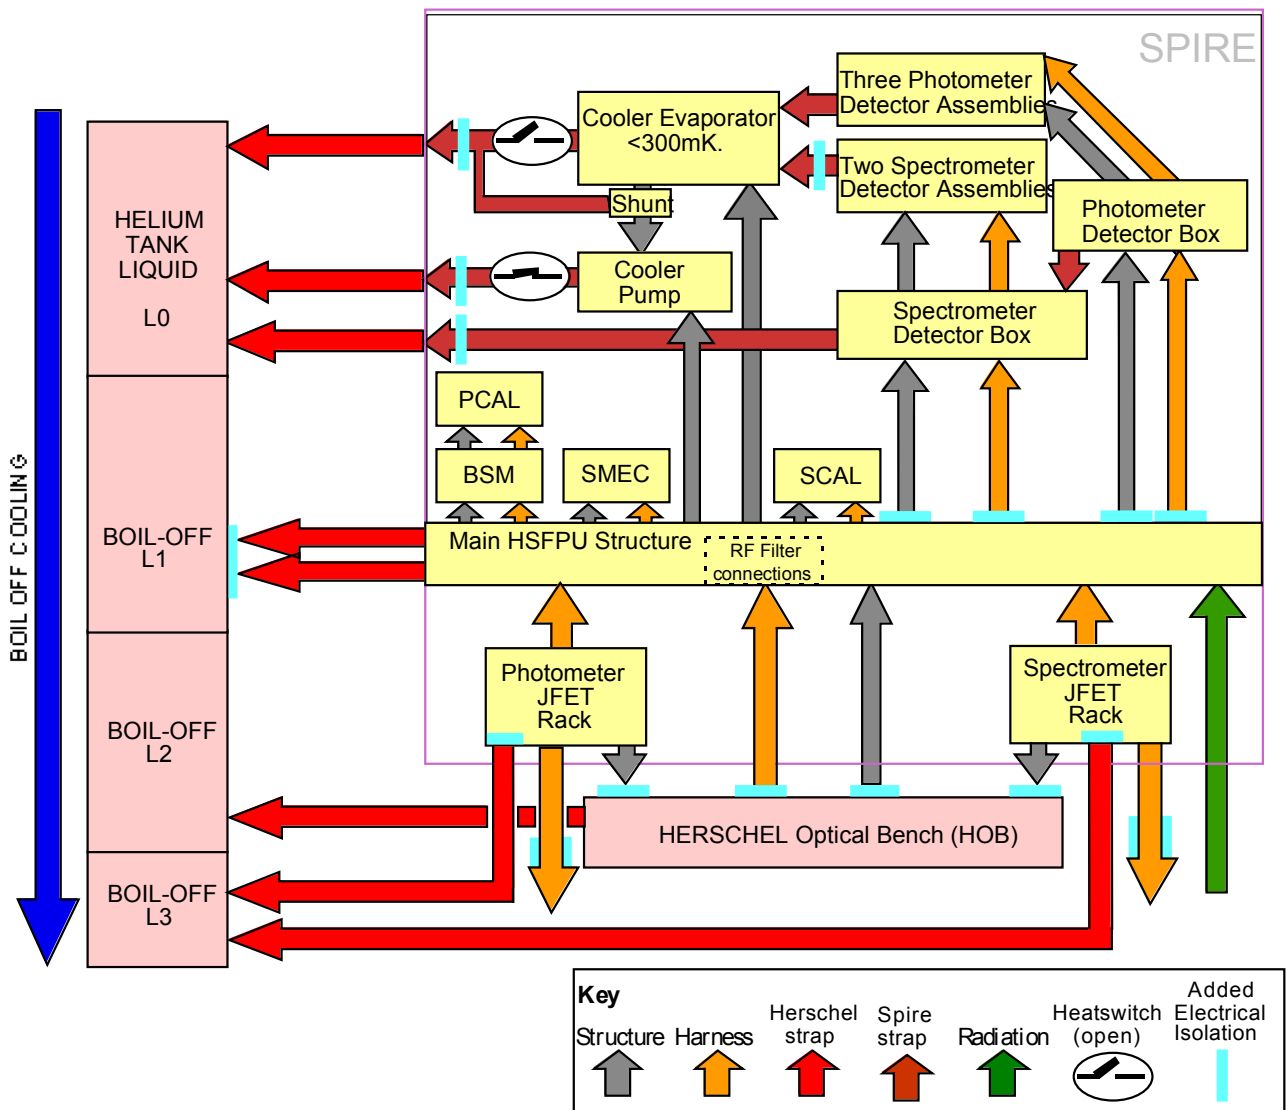 SPIRE
Three Photometer
Detector Assemblies
Cooler Evaporator
<300mK.
Two Spectrometer
Detector Assemblies
Shunt
Photometer
Detector Box
HELIUM
TANK
LIQUID
L0
Cooler
Pump
Spectrometer
Detector Box
PCAL
BSM
SMEC
SCAL
BOIL OFF COOLING
BOIL-OFF
L1
Main HSFPU Structure
RF Filter
connections
Photometer
JFET
Rack
Spectrometer
JFET
Rack
BOIL-OFF
L2
HERSCHEL Optical Bench (HOB)
BOIL-OFF
L3
Key
Structure
Harness
Herschel
strap
Spire
strap
Radiation
Heatswitch
(open)
Added
Electrical
Isolation